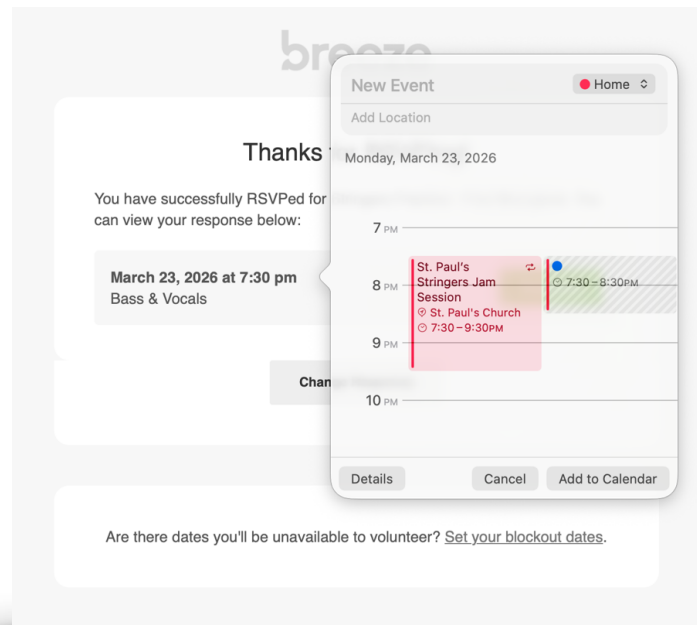 breeze
Thanks
You have successfully RSVPed for
can view your response below:
March 23, 2026 at 7:30 pm
Bass & Vocals
New Event
Home
Add Location
Monday, March 23, 2026
7 PM
St. Paul's
Stringers Jam
Session
St. Paul's Church
7:30 – 9:30PM
7:30 – 8:30PM
8 PM
9 PM
10 PM
Details
Cancel
Add to Calendar
Are there dates you'll be unavailable to volunteer? Set your blockout dates.